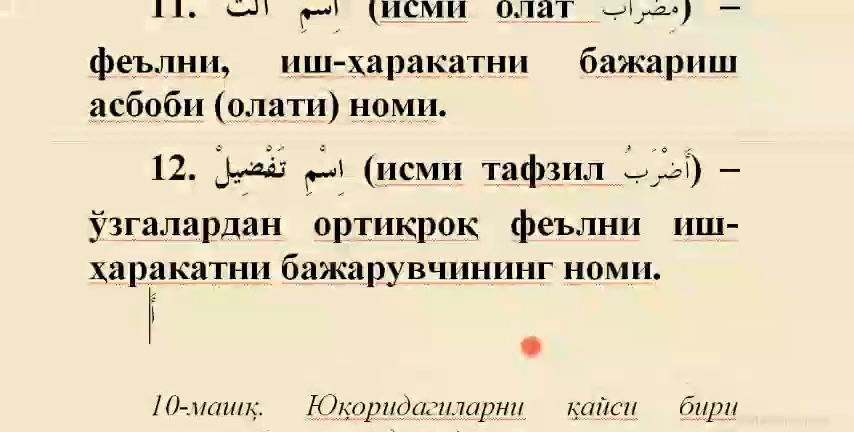 11. اِسْمِ آلَتْ (исми олат مِضْرَابٌ) –
феълни, иш-ҳаракатни бажариш
асбоби (олати) номи.
12. اِسْمِ تَفْضِيلْ (исми тафзил أَضْرَبُ) –
ўзгалардан ортиқроқ феълни иш-
ҳаракатни бажарувчининг номи.
أَ
10-машқ. Юқоридагиларни қайси бири